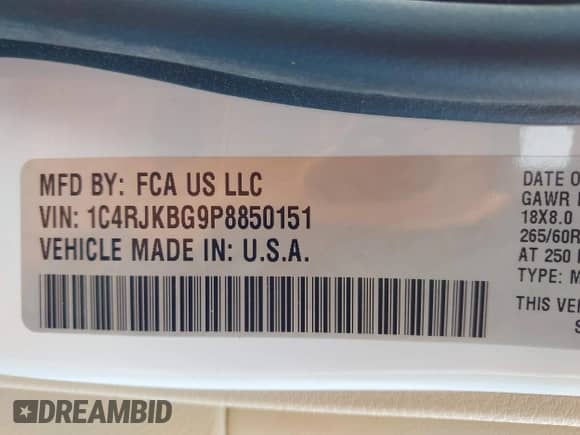 MFD BY: FCA US LLC
VIN: 1C4RJKBG9P8850151
VEHICLE MADE IN: U.S.A.
DATE O
GAWR
18X8.0
265/60R
AT 250
TYPE: M
THIS VE
S
DREAMBID